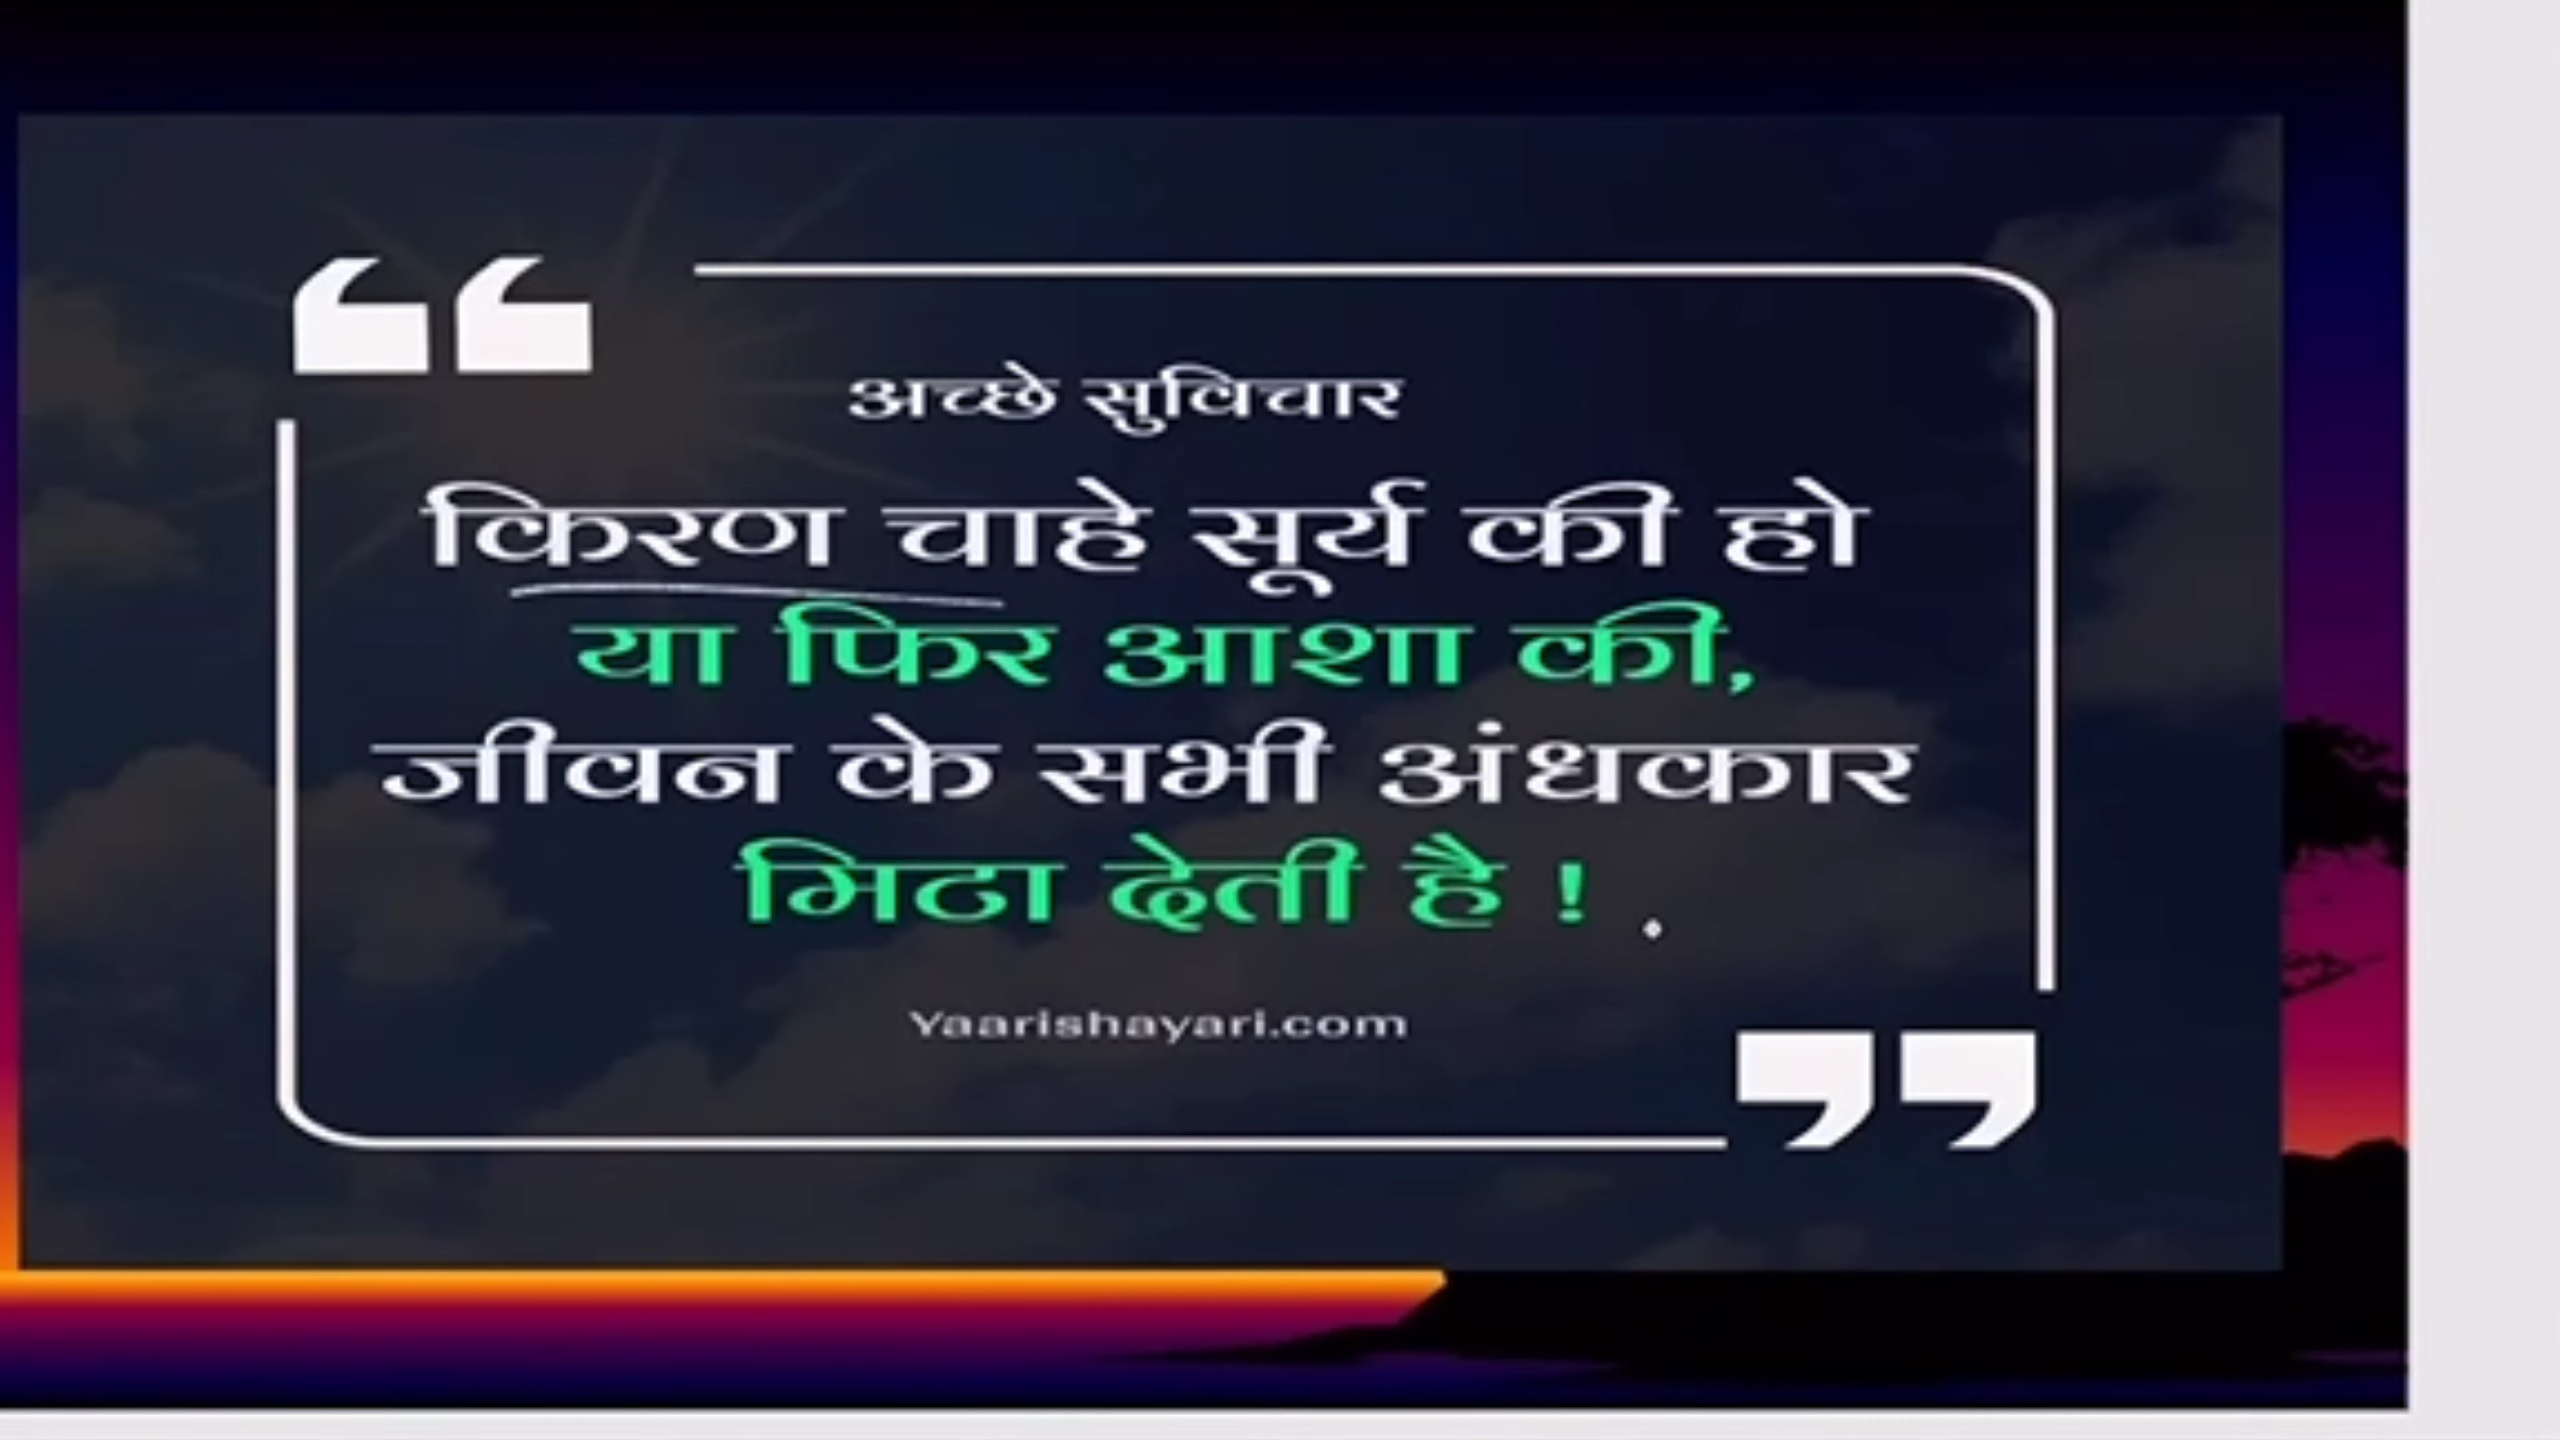 अच्छे सुविचार
किरण चाहे सूर्य की हो
या फिर आशा की,
जीवन के सभी अंधकार
मिटा देती है !
Yaarishayari.com